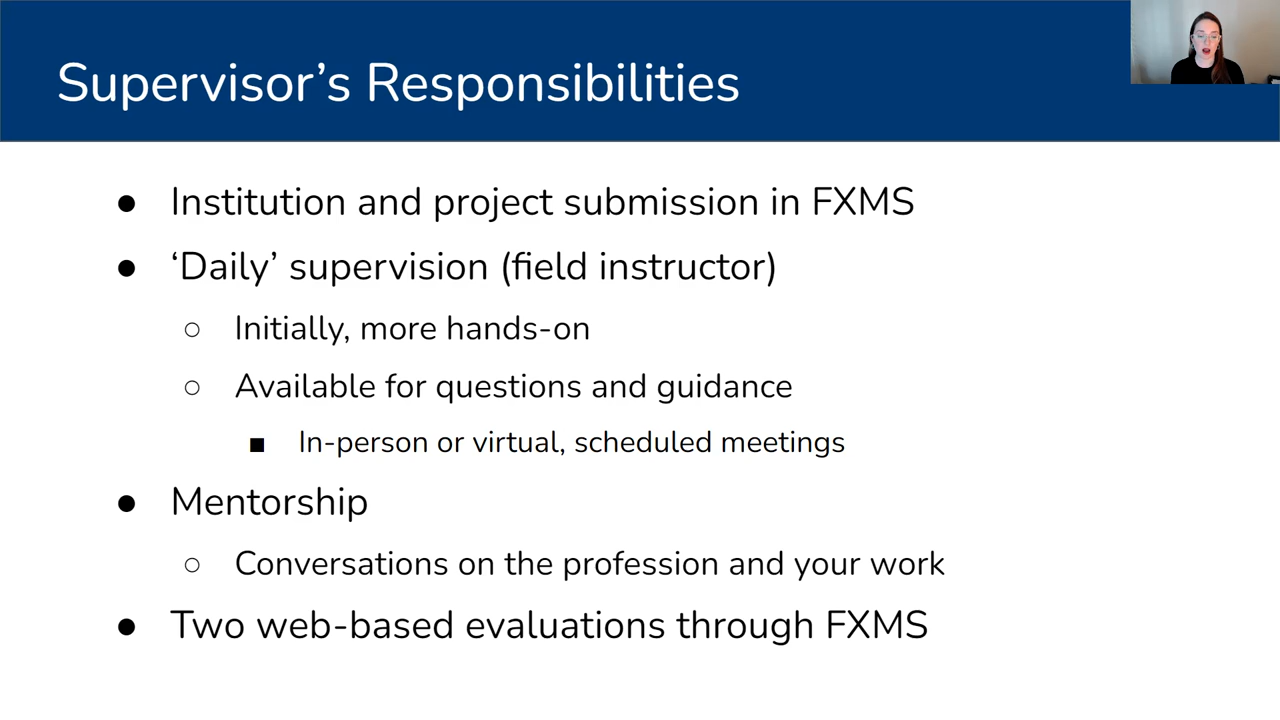 Supervisor’s Responsibilities
● Institution and project submission in FXMS
● ‘Daily’ supervision (field instructor)
○ Initially, more hands-on
○ Available for questions and guidance
■ In-person or virtual, scheduled meetings
● Mentorship
○ Conversations on the profession and your work
● Two web-based evaluations through FXMS